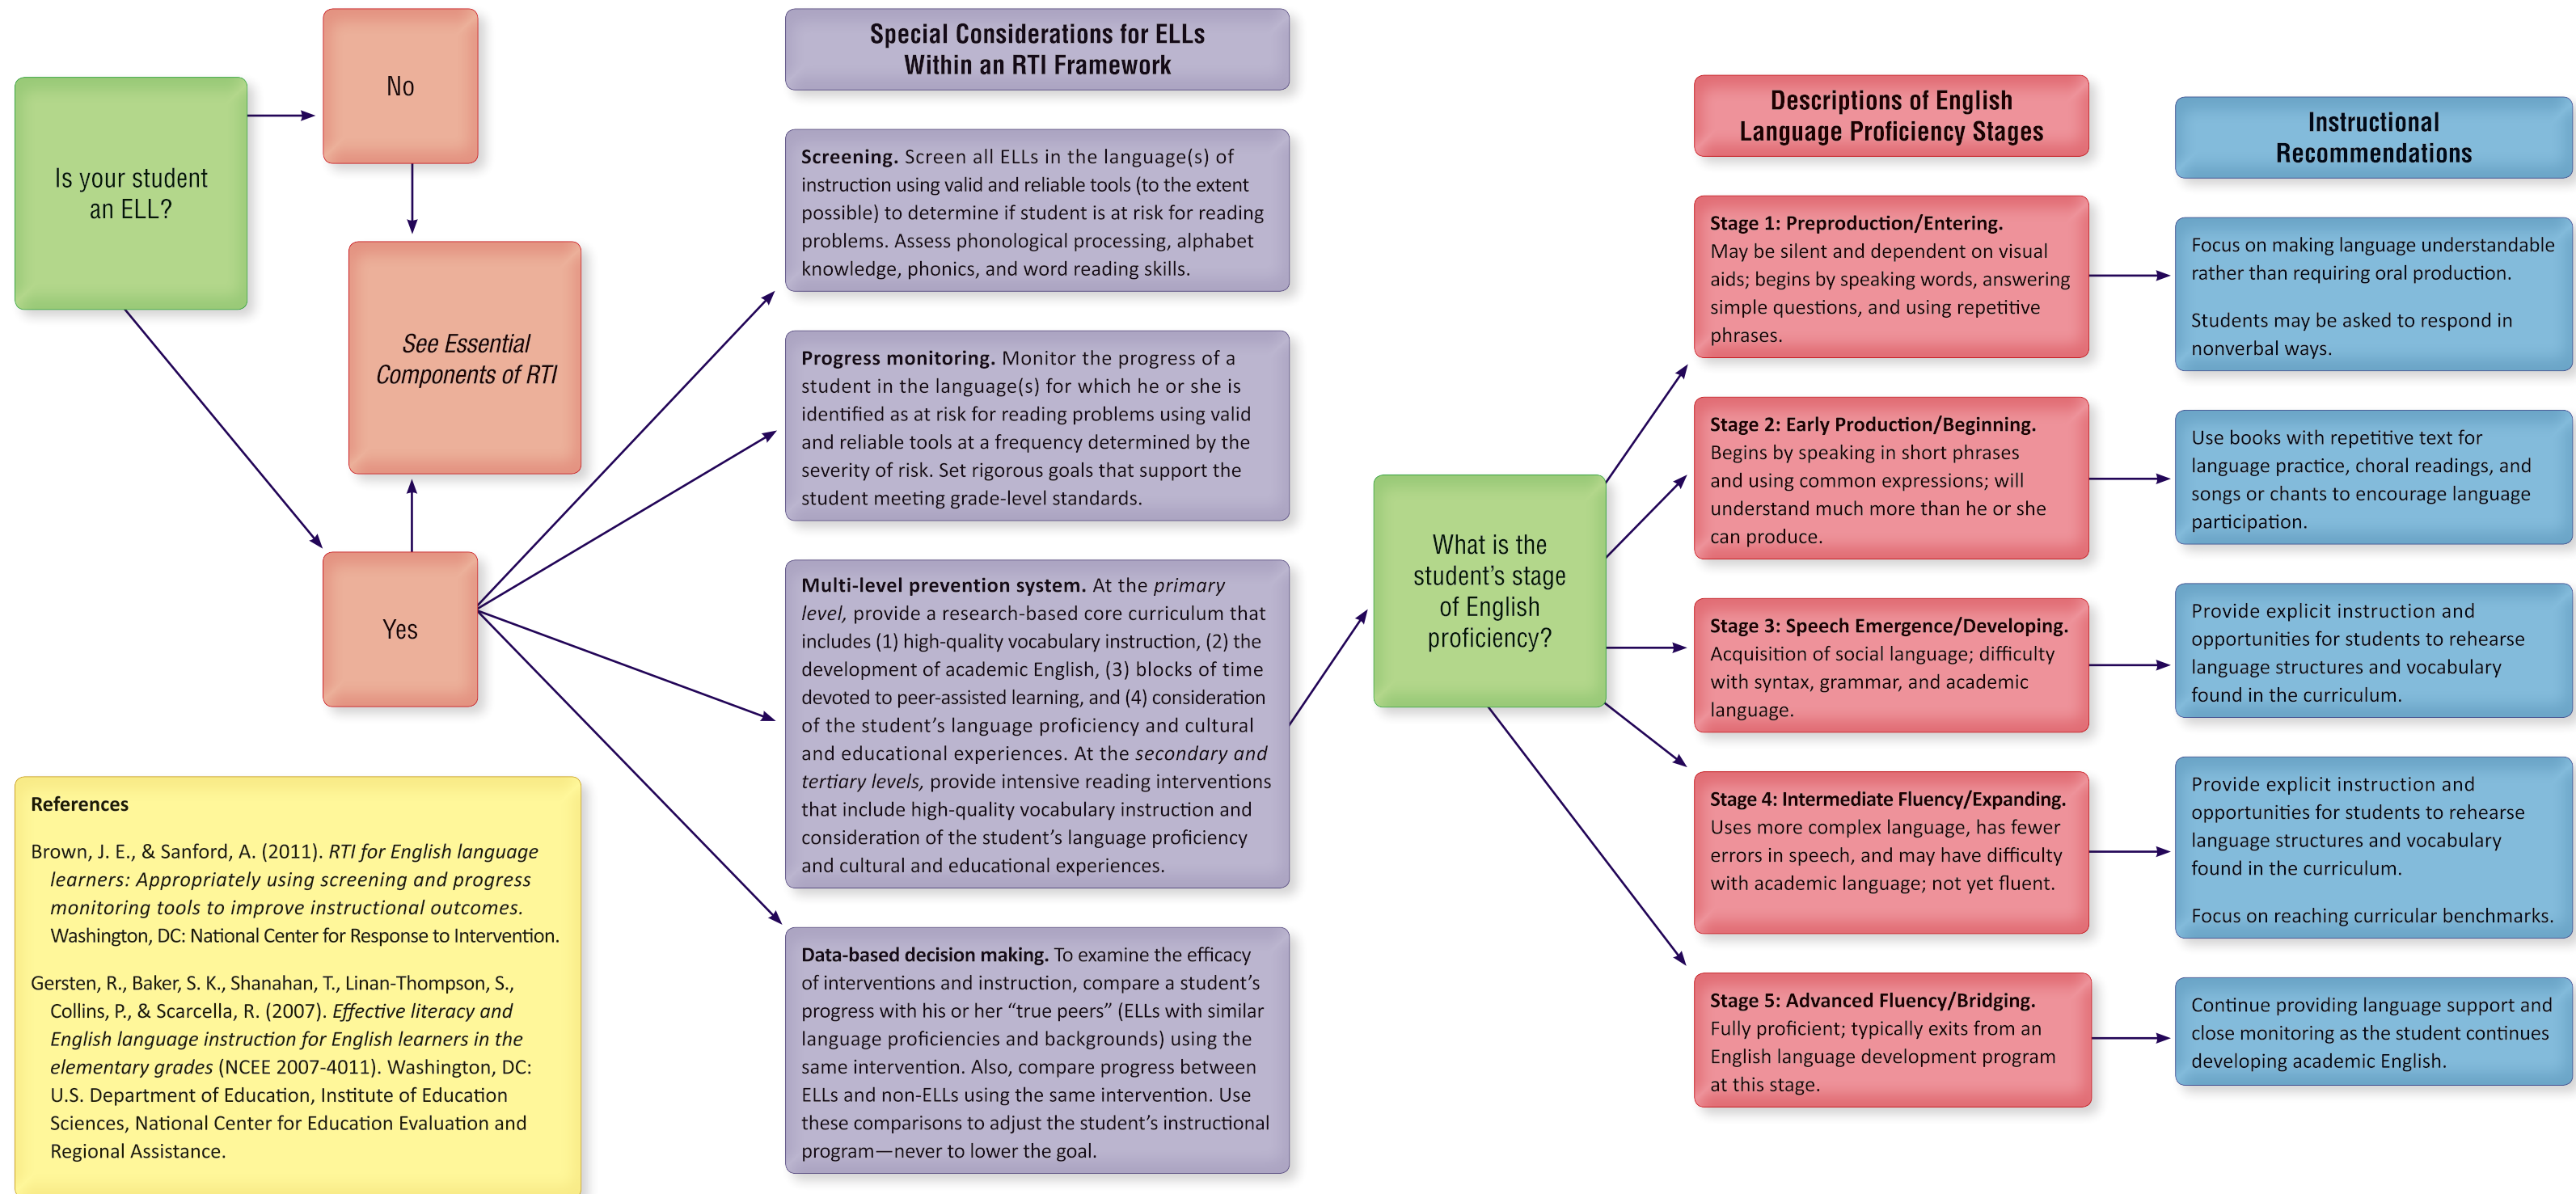 Is your student
an ELL?
No
See Essential
Components of RTI
Yes
References
Brown, J. E., & Sanford, A. (2011). RTI for English language
learners: Appropriately using screening and progress
monitoring tools to improve instructional outcomes.
Washington, DC: National Center for Response to Intervention.
Gersten, R., Baker, S. K., Shanahan, T., Linan-Thompson, S.,
Collins, P., & Scarcella, R. (2007). Effective literacy and
English language instruction for English learners in the
elementary grades (NCEE 2007-4011). Washington, DC:
U.S. Department of Education, Institute of Education
Sciences, National Center for Education Evaluation and
Regional Assistance.
Special Considerations for ELLs
Within an RTI Framework
Screening. Screen all ELLs in the language(s) of
instruction using valid and reliable tools (to the extent
possible) to determine if student is at risk for reading
problems. Assess phonological processing, alphabet
knowledge, phonics, and word reading skills.
Progress monitoring. Monitor the progress of a
student in the language(s) for which he or she is
identified as at risk for reading problems using valid
and reliable tools at a frequency determined by the
severity of risk. Set rigorous goals that support the
student meeting grade-level standards.
Multi-level prevention system. At the primary
level, provide a research-based core curriculum that
includes (1) high-quality vocabulary instruction, (2) the
development of academic English, (3) blocks of time
devoted to peer-assisted learning, and (4) consideration
of the student's language proficiency and cultural
and educational experiences. At the secondary and
tertiary levels, provide intensive reading interventions
that include high-quality vocabulary instruction and
consideration of the student's language proficiency
and cultural and educational experiences.
Data-based decision making. To examine the efficacy
of interventions and instruction, compare a student's
progress with his or her “true peers” (ELLs with similar
language proficiencies and backgrounds) using the
same intervention. Also, compare progress between
ELLs and non-ELLs using the same intervention. Use
these comparisons to adjust the student's instructional
program—never to lower the goal.
What is the
student's stage
of English
proficiency?
Descriptions of English
Language Proficiency Stages
Stage 1: Preproduction/Entering.
May be silent and dependent on visual
aids; begins by speaking words, answering
simple questions, and using repetitive
phrases.
Stage 2: Early Production/Beginning.
Begins by speaking in short phrases
and using common expressions; will
understand much more than he or she
can produce.
Stage 3: Speech Emergence/Developing.
Acquisition of social language; difficulty
with syntax, grammar, and academic
language.
Stage 4: Intermediate Fluency/Expanding.
Uses more complex language, has fewer
errors in speech, and may have difficulty
with academic language; not yet fluent.
Stage 5: Advanced Fluency/Bridging.
Fully proficient; typically exits from an
English language development program
at this stage.
Instructional
Recommendations
Focus on making language understandable
rather than requiring oral production.
Students may be asked to respond in
nonverbal ways.
Use books with repetitive text for
language practice, choral readings, and
songs or chants to encourage language
participation.
Provide explicit instruction and
opportunities for students to rehearse
language structures and vocabulary
found in the curriculum.
Provide explicit instruction and
opportunities for students to rehearse
language structures and vocabulary
found in the curriculum.
Focus on reaching curricular benchmarks.
Continue providing language support and
close monitoring as the student continues
developing academic English.